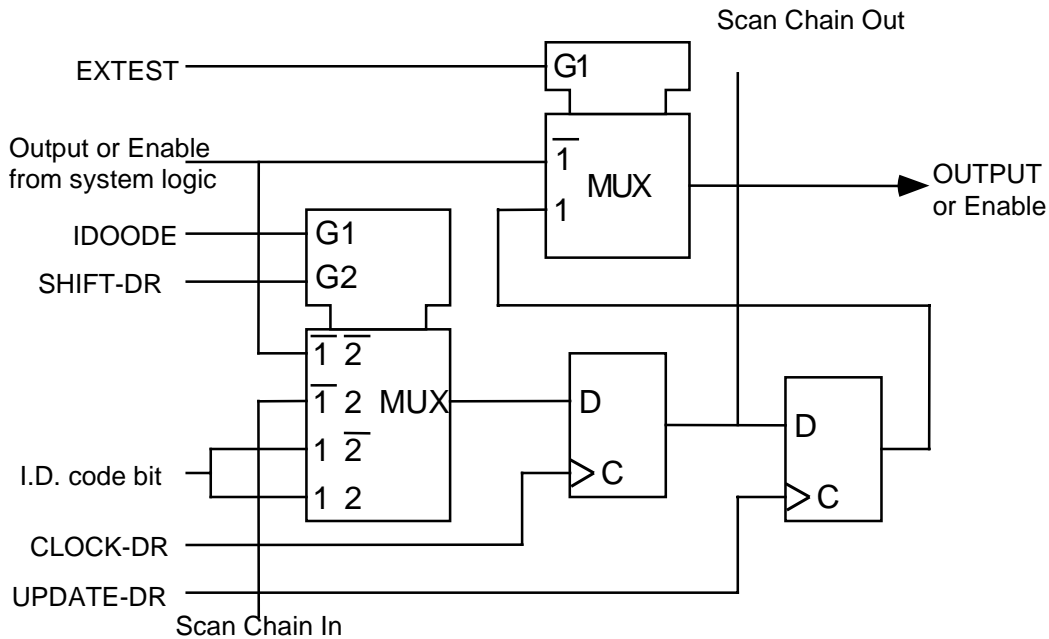 Scan Chain Out
EXTEST
G1
Output or Enable
from system logic
1̅
MUX
1
OUTPUT
or Enable
IDOODE
G1
SHIFT-DR
G2
1̅ 2̅
1̅ 2 MUX
D
1 2̅
D
I.D. code bit
C
1 2
C
CLOCK-DR
UPDATE-DR
Scan Chain In